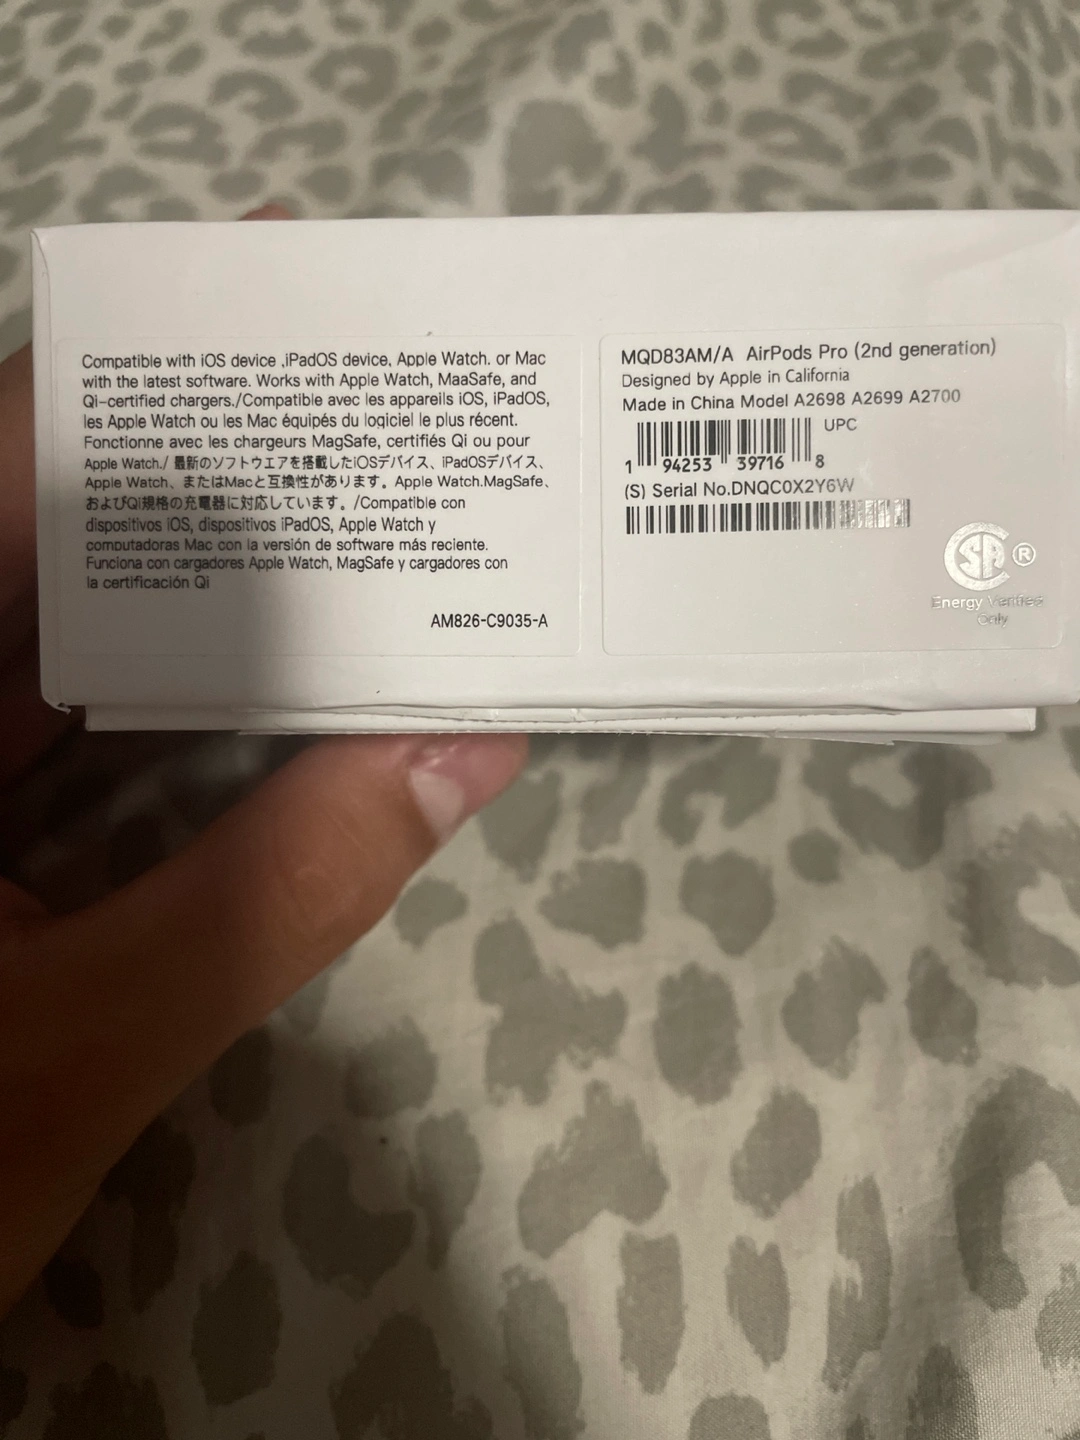 Compatible with iOS device ,iPadOS device, Apple Watch. or Mac
with the latest software. Works with Apple Watch, MaaSafe, and
Qi-certified chargers./Compatible avec les appareils iOS, iPadOS,
les Apple Watch ou les Mac équipés du logiciel le plus récent.
Fonctionne avec les chargeurs MagSafe, certifiés Qi ou pour
Apple Watch./ 最新のソフトウエアを搭載したiOSデバイス、iPadOSデバイス、
Apple Watch、またはMacと互換性があります。Apple Watch.MagSafe、
およびQi規格の充電器に対応しています。/Compatible con
dispositivos iOS, dispositivos iPadOS, Apple Watch y
computadoras Mac con la versión de software más reciente.
Funciona con cargadores Apple Watch, MagSafe y cargadores con
la certificación Qi
AM826-C9035-A
MQD83AM/A AirPods Pro (2nd generation)
Designed by Apple in California
Made in China Model A2698 A2699 A2700
UPC
1 94253 39716 8
(S) Serial No.DNQC0X2Y6W
SA ®
Energy Verified
Only